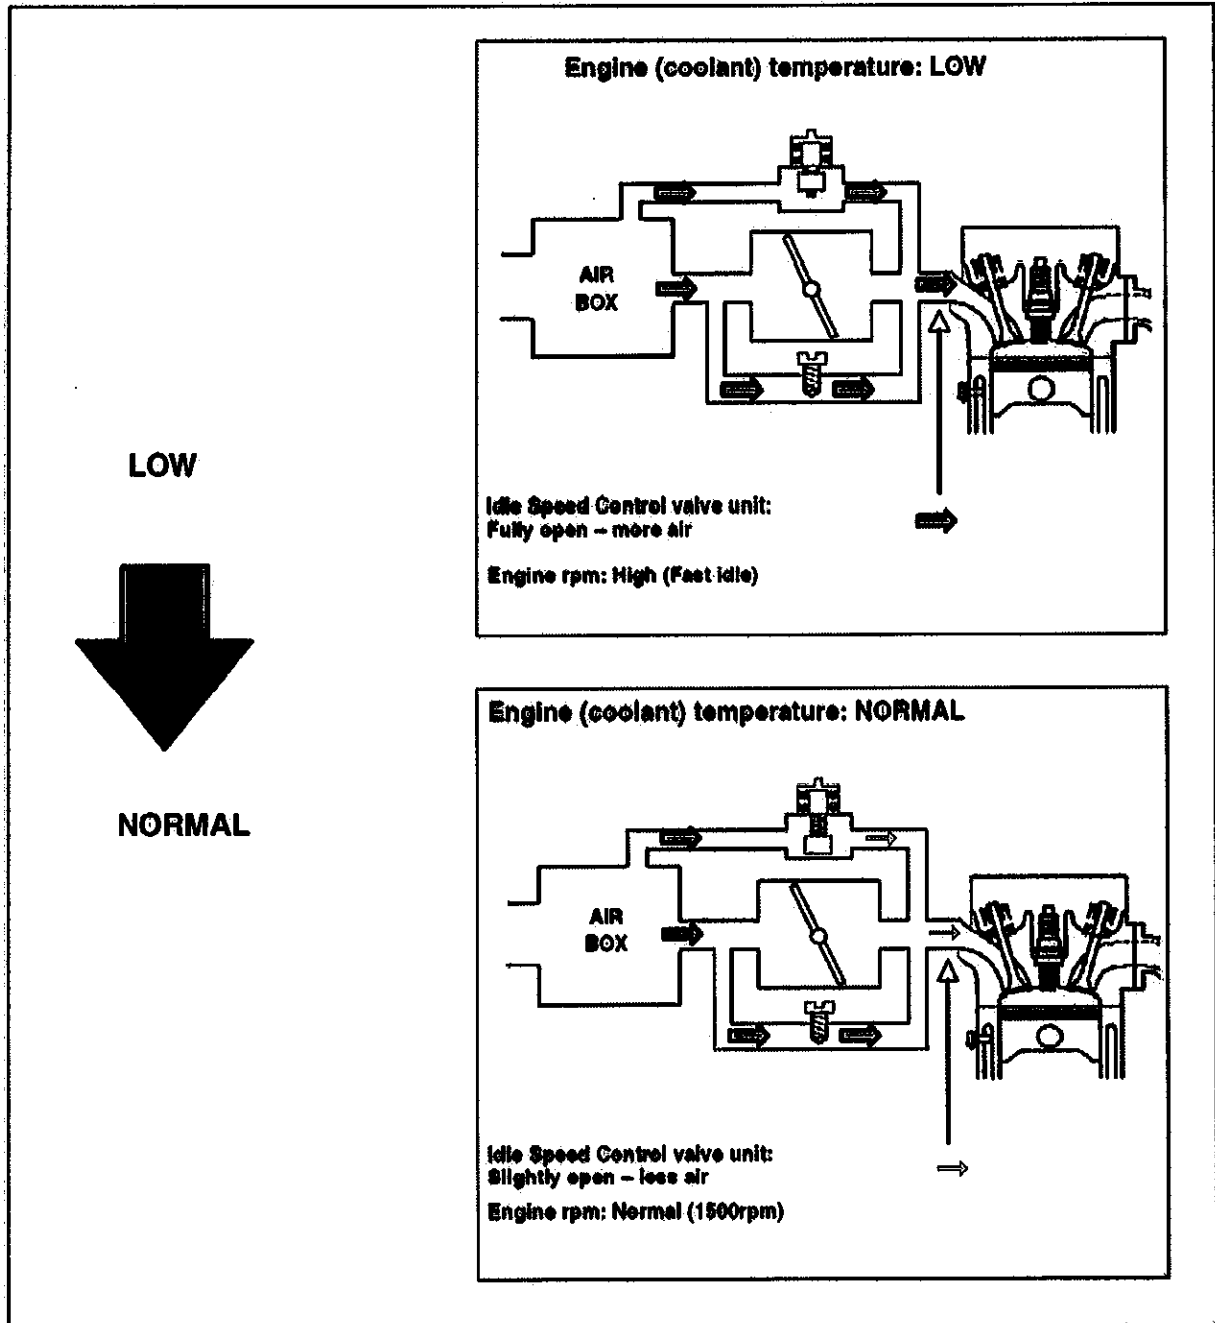 Engine (coolant) temperature: LOW
AIR
BOX
LOW
Idle Speed Control valve unit:
Fully open – more air
Engine rpm: High (Fast idle)
Engine (coolant) temperature: NORMAL
NORMAL
AIR
BOX
Idle Speed Control valve unit:
Slightly open – less air
Engine rpm: Normal (1500rpm)